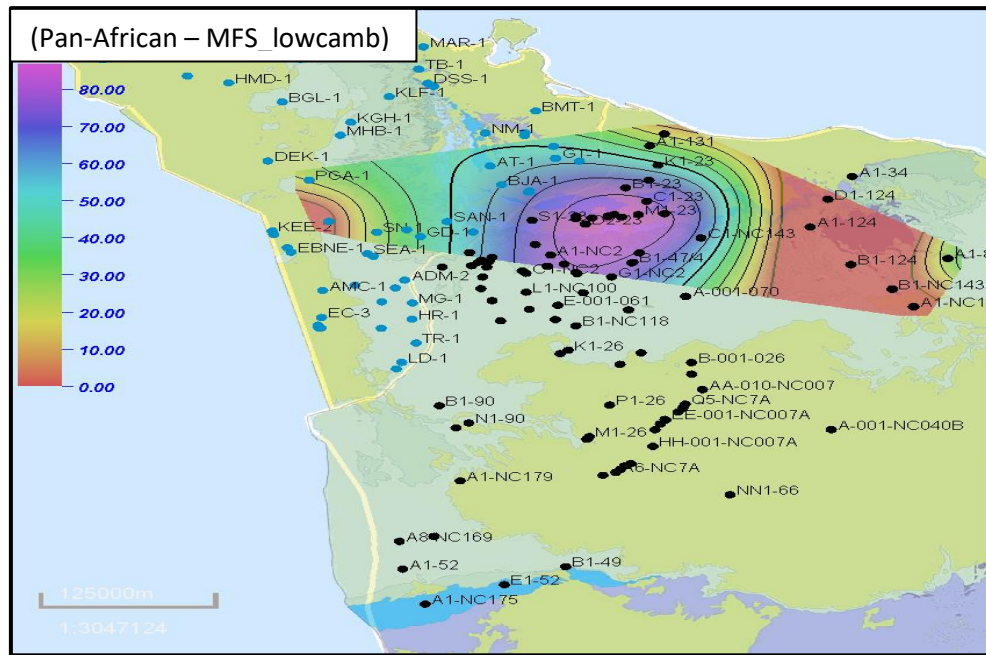 (Pan-African – MFS_lowcamb)
MAR-1
TB-1
DSS-1
HMD-1
KLF-1
80.00
BGL-1
BMT-1
KGH-1
70.00
MHB-1
NM-1
A1-131
60.00
DEK-1
AT-1
G1-1
K1-23
PGA-1
BJA-1
B1-23
A1-34
50.00
C1-23
D1-124
KEE-2
SN
GD-1
SAN-1
S1-23
D2-23
M1-23
A1-124
40.00
EBNE-1
SEA-1
A1-NC2
B1-47/4
C1-NC143
A1-8
30.00
ADM-2
C1-NC2
G1-NC2
B1-124
AMC-1
L1-NC100
A-001-070
B1-NC143
20.00
MG-1
E-001-061
A1-NC1
EC-3
HR-1
B1-NC118
10.00
TR-1
K1-26
0.00
LD-1
B-001-026
AA-010-NC007
B1-90
P1-26
Q5-NC7A
N1-90
EE-001-NC007A
M1-26
A-001-NC040B
HH-001-NC007A
A6-NC7A
A1-NC179
NN1-66
A8-NC169
A1-52
B1-49
E1-52
125000m
A1-NC175
1:3047124